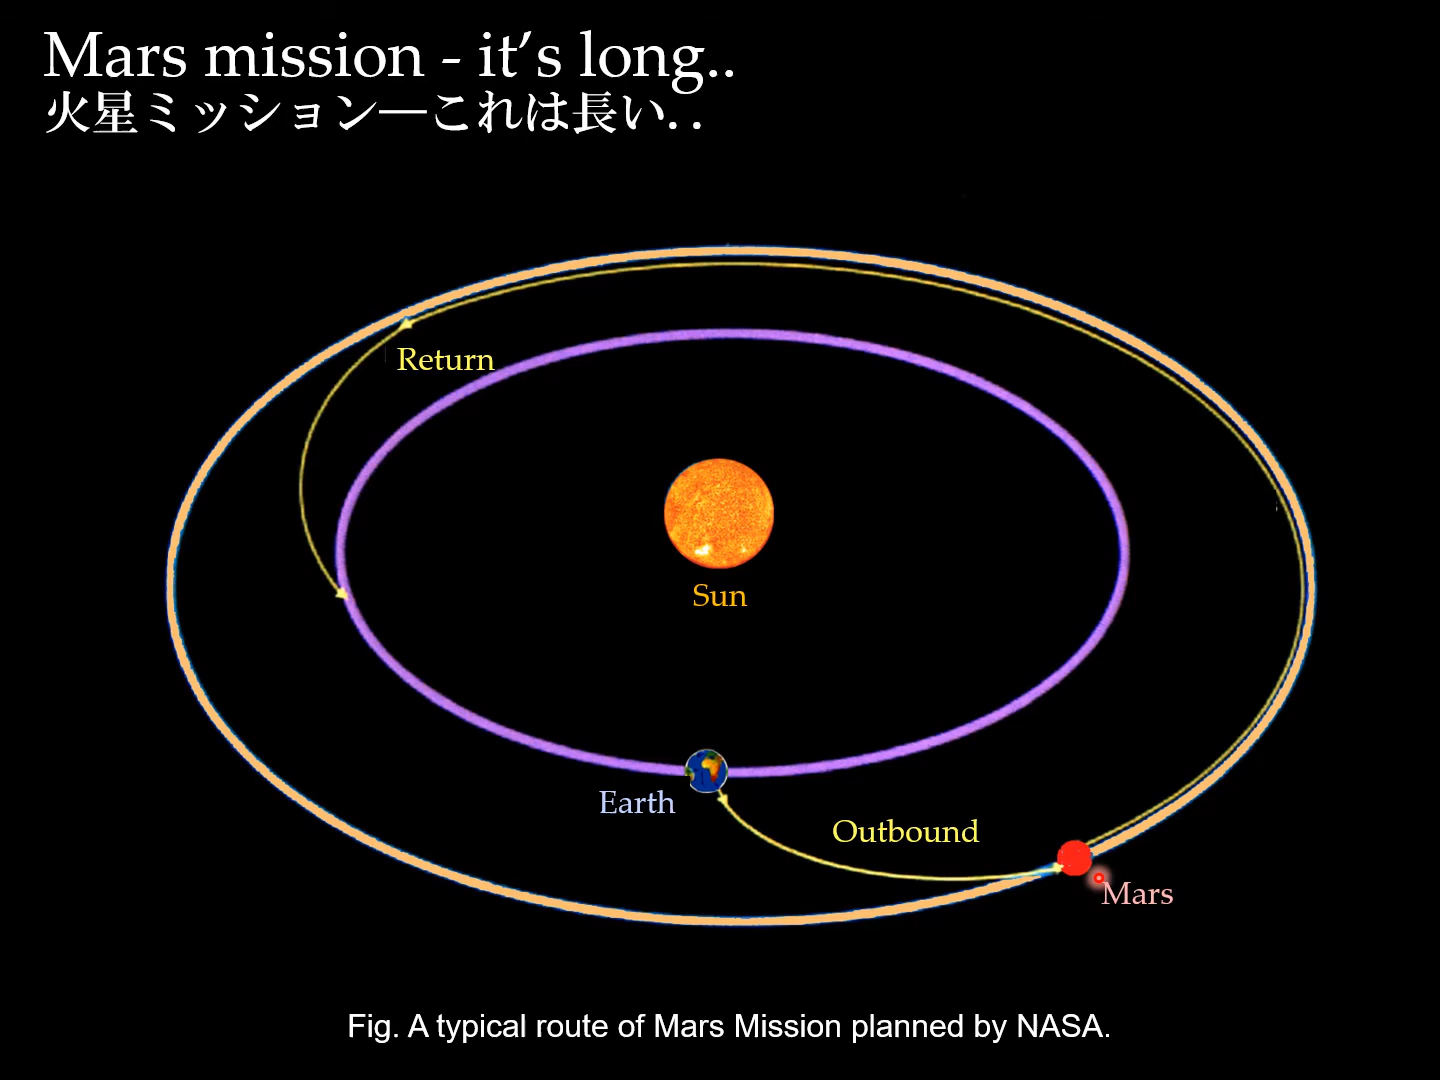 Mars mission - it’s long..
火星ミッション—これは長い. .
Return
Sun
Earth
Outbound
Mars
Fig. A typical route of Mars Mission planned by NASA.